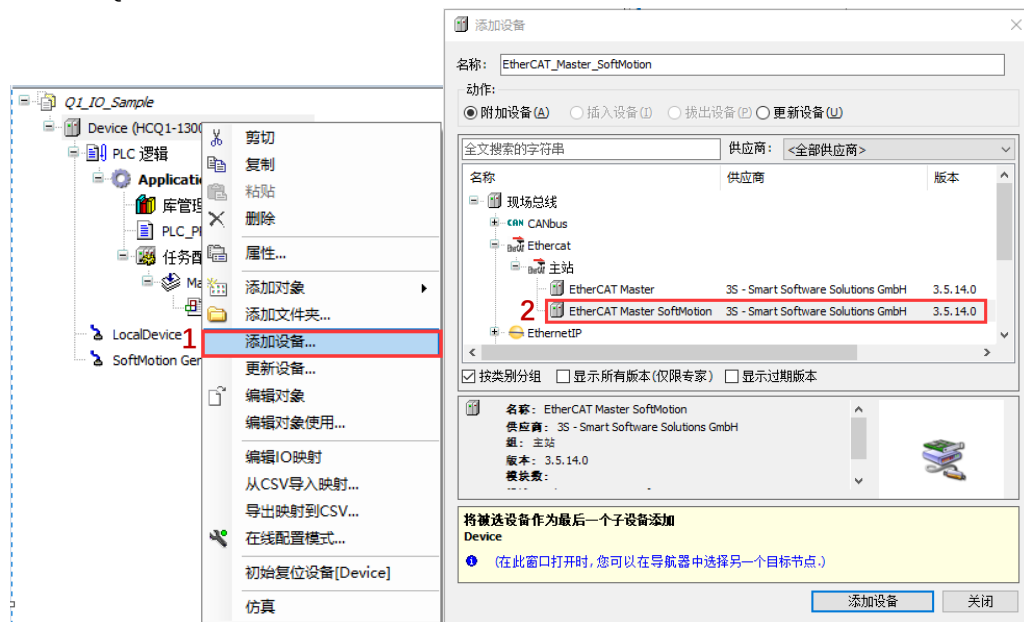 Q1_IO_Sample
Device (HCQ1-1300
PLC 逻辑
Applicati
库管理
PLC_P
任务配
Ma
LocalDevice
SoftMotion Ger
剪切
复制
粘贴
删除
属性...
添加对象
添加文件夹...
1
添加设备...
更新设备...
编辑对象
编辑对象使用...
编辑IO映射
从CSV导入映射...
导出映射到CSV...
在线配置模式...
初始复位设备[Device]
仿真
添加设备
名称: EtherCAT_Master_SoftMotion
动作:
附加设备(A) 插入设备(I) 拔出设备(P) 更新设备(U)
全文搜索的字符串 供应商: <全部供应商>
名称 供应商 版本
现场总线
CAN CANbus
Ethercat
主站
EtherCAT Master 3S - Smart Software Solutions GmbH 3.5.14.0
2 EtherCAT Master SoftMotion 3S - Smart Software Solutions GmbH 3.5.14.0
EthernetIP
按类别分组 显示所有版本(仅限专家) 显示过期版本
名称: EtherCAT Master SoftMotion
供应商: 3S - Smart Software Solutions GmbH
组: 主站
版本: 3.5.14.0
模块数:
将被选设备作为最后一个子设备添加
Device
(在此窗口打开时,您可以在导航器中选择另一个目标节点.)
添加设备 关闭